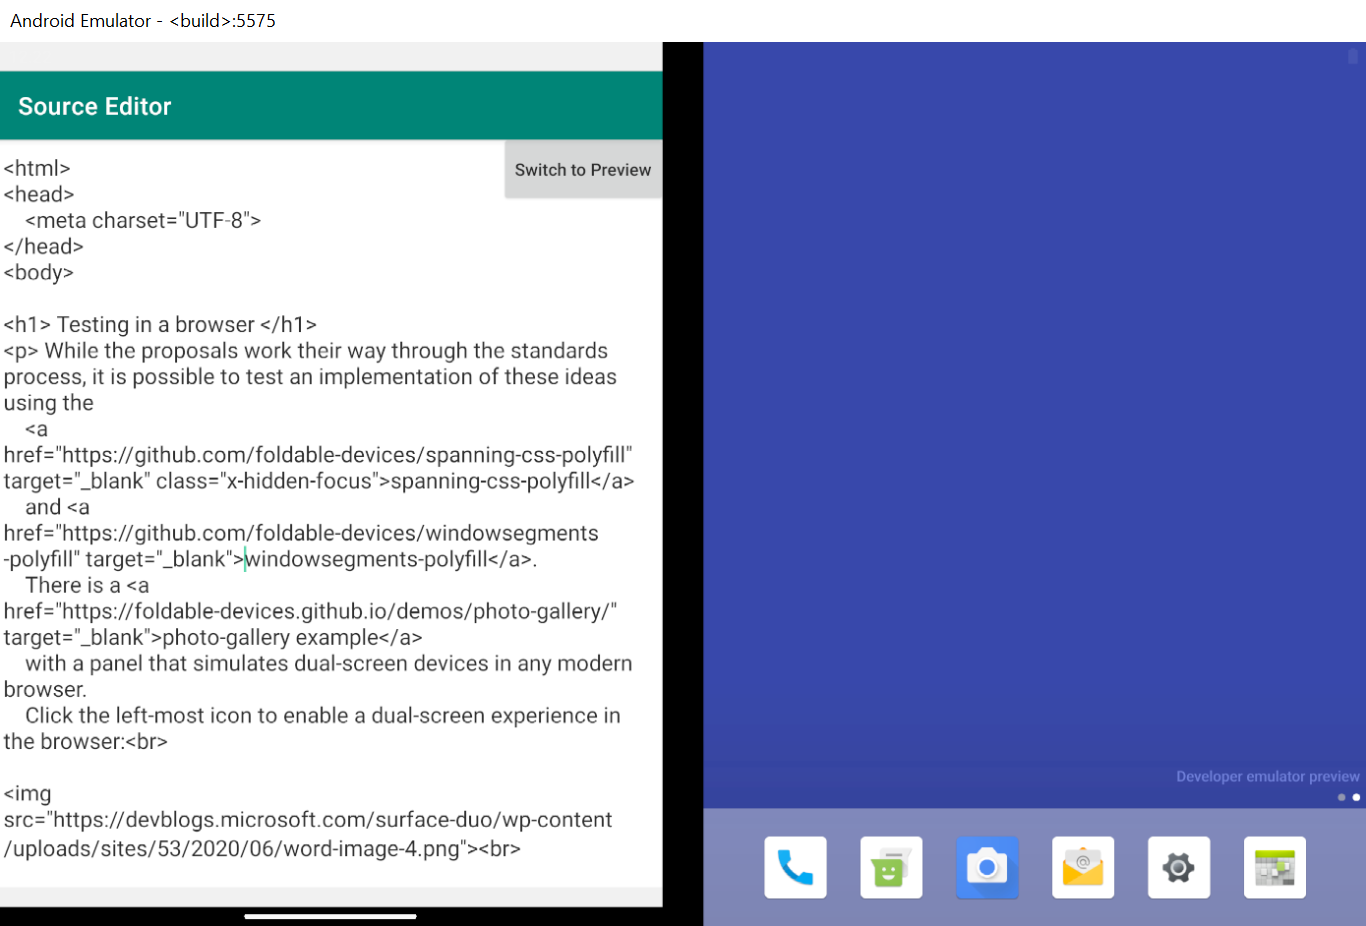 Android Emulator - <build>:5575
Source Editor
Switch to Preview
<html>
<head>
<meta charset="UTF-8">
</head>
<body>
<h1> Testing in a browser </h1>
<p> While the proposals work their way through the standards
process, it is possible to test an implementation of these ideas
using the
<a
href="https://github.com/foldable-devices/spanning-css-polyfill"
target="_blank" class="x-hidden-focus">spanning-css-polyfill</a>
and <a
href="https://github.com/foldable-devices/windowsegments
-polyfill" target="_blank">windowsegments-polyfill</a>.
There is a <a
href="https://foldable-devices.github.io/demos/photo-gallery/"
target="_blank">photo-gallery example</a>
with a panel that simulates dual-screen devices in any modern
browser.
Click the left-most icon to enable a dual-screen experience in
the browser:<br>
<img
src="https://devblogs.microsoft.com/surface-duo/wp-content
/uploads/sites/53/2020/06/word-image-4.png"><br>
Developer emulator preview